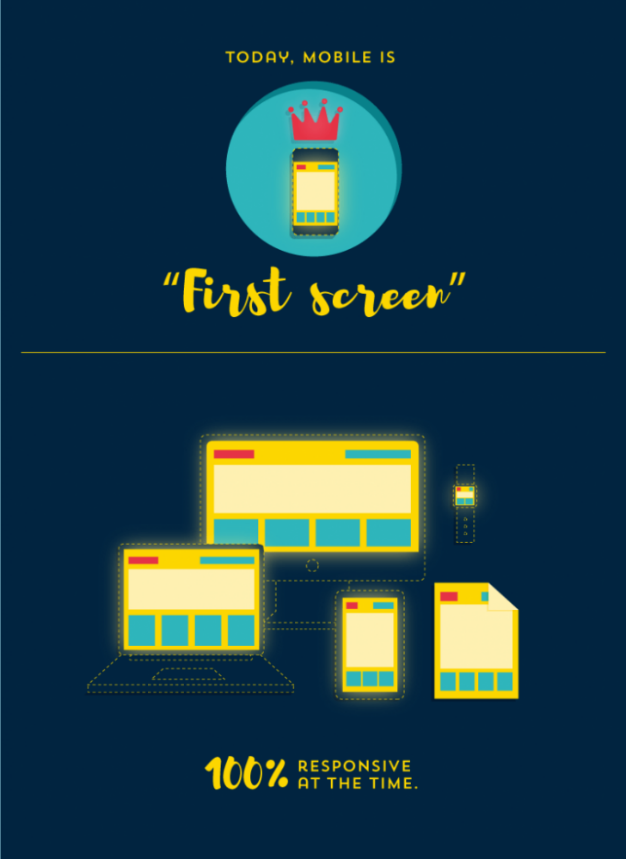 TODAY, MOBILE IS
“First screen”
100% RESPONSIVE
AT THE TIME.